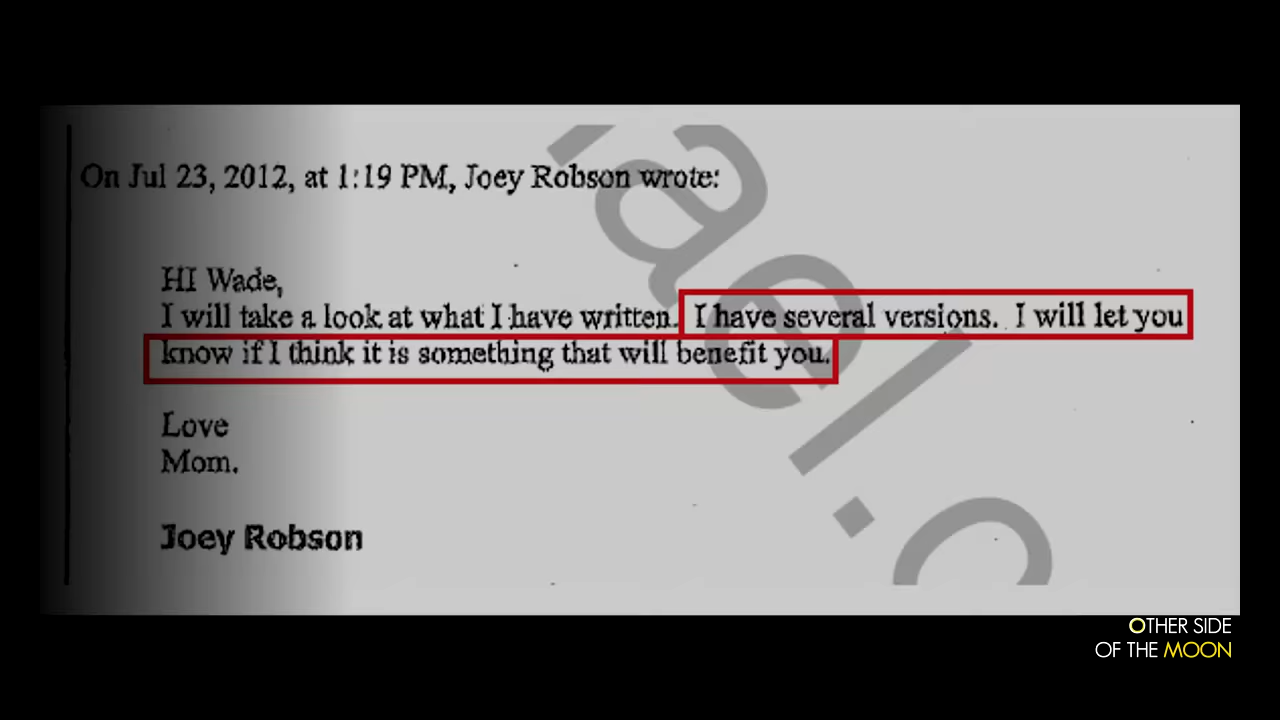 On Jul 23, 2012, at 1:19 PM, Joey Robson wrote:
HI Wade,
I will take a look at what I have written. I have several versions. I will let you
know if I think it is something that will benefit you.
Love
Mom.
Joey Robson
ael.c
OTHER SIDE
OF THE MOON